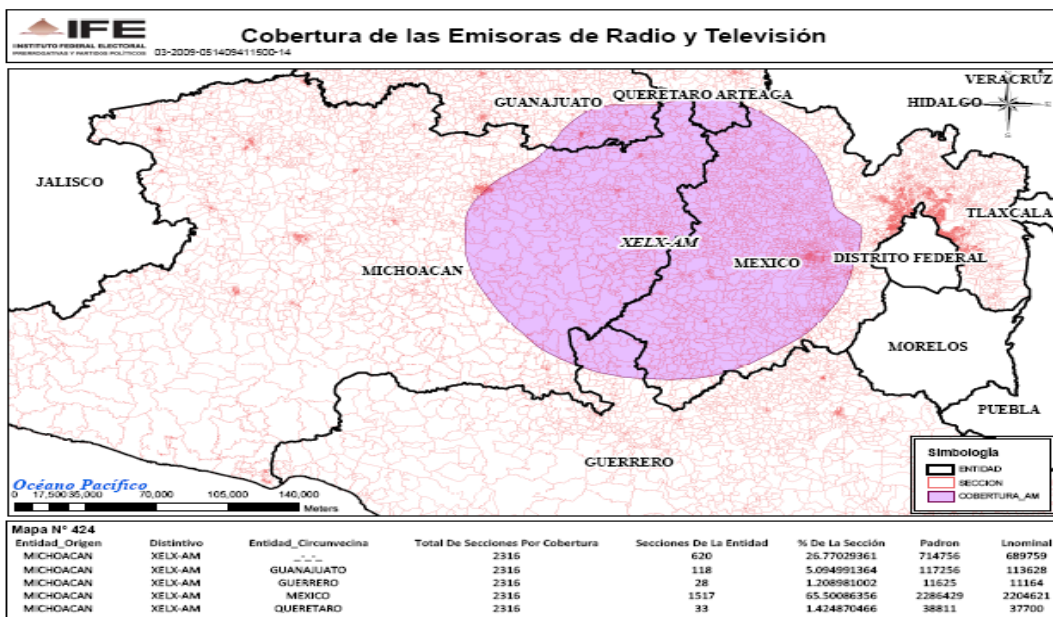 IFE
INSTITUTO FEDERAL ELECTORAL
PRERROGATIVAS Y PARTIDOS POLÍTICOS
03-2009-051409411500-14
Cobertura de las Emisoras de Radio y Televisión
VERACRUZ
QUERETARO ARTEAGA
GUANAJUATO
HIDALGO
N
E
S
JALISCO
TLAXCALA
XELX-AM
MICHOACAN
MEXICO
DISTRITO FEDERAL
MORELOS
PUEBLA
GUERRERO
Simbología
ENTIDAD
SECCION
COBERTURA_AM
Océano Pacífico
0 17,500 35,000 70,000 105,000 140,000
Meters
Mapa N° 424
Entidad_Origen Distintivo Entidad_Circunvecina Total De Secciones Por Cobertura Secciones De La Entidad % De La Sección Padron Lnominal
MICHOACAN XELX-AM _-_-_ 2316 620 26.77029361 714756 689759
MICHOACAN XELX-AM GUANAJUATO 2316 118 5.094991364 117256 113628
MICHOACAN XELX-AM GUERRERO 2316 28 1.208981002 11625 11164
MICHOACAN XELX-AM MEXICO 2316 1517 65.50086356 2286429 2204621
MICHOACAN XELX-AM QUERETARO 2316 33 1.424870466 38811 37700